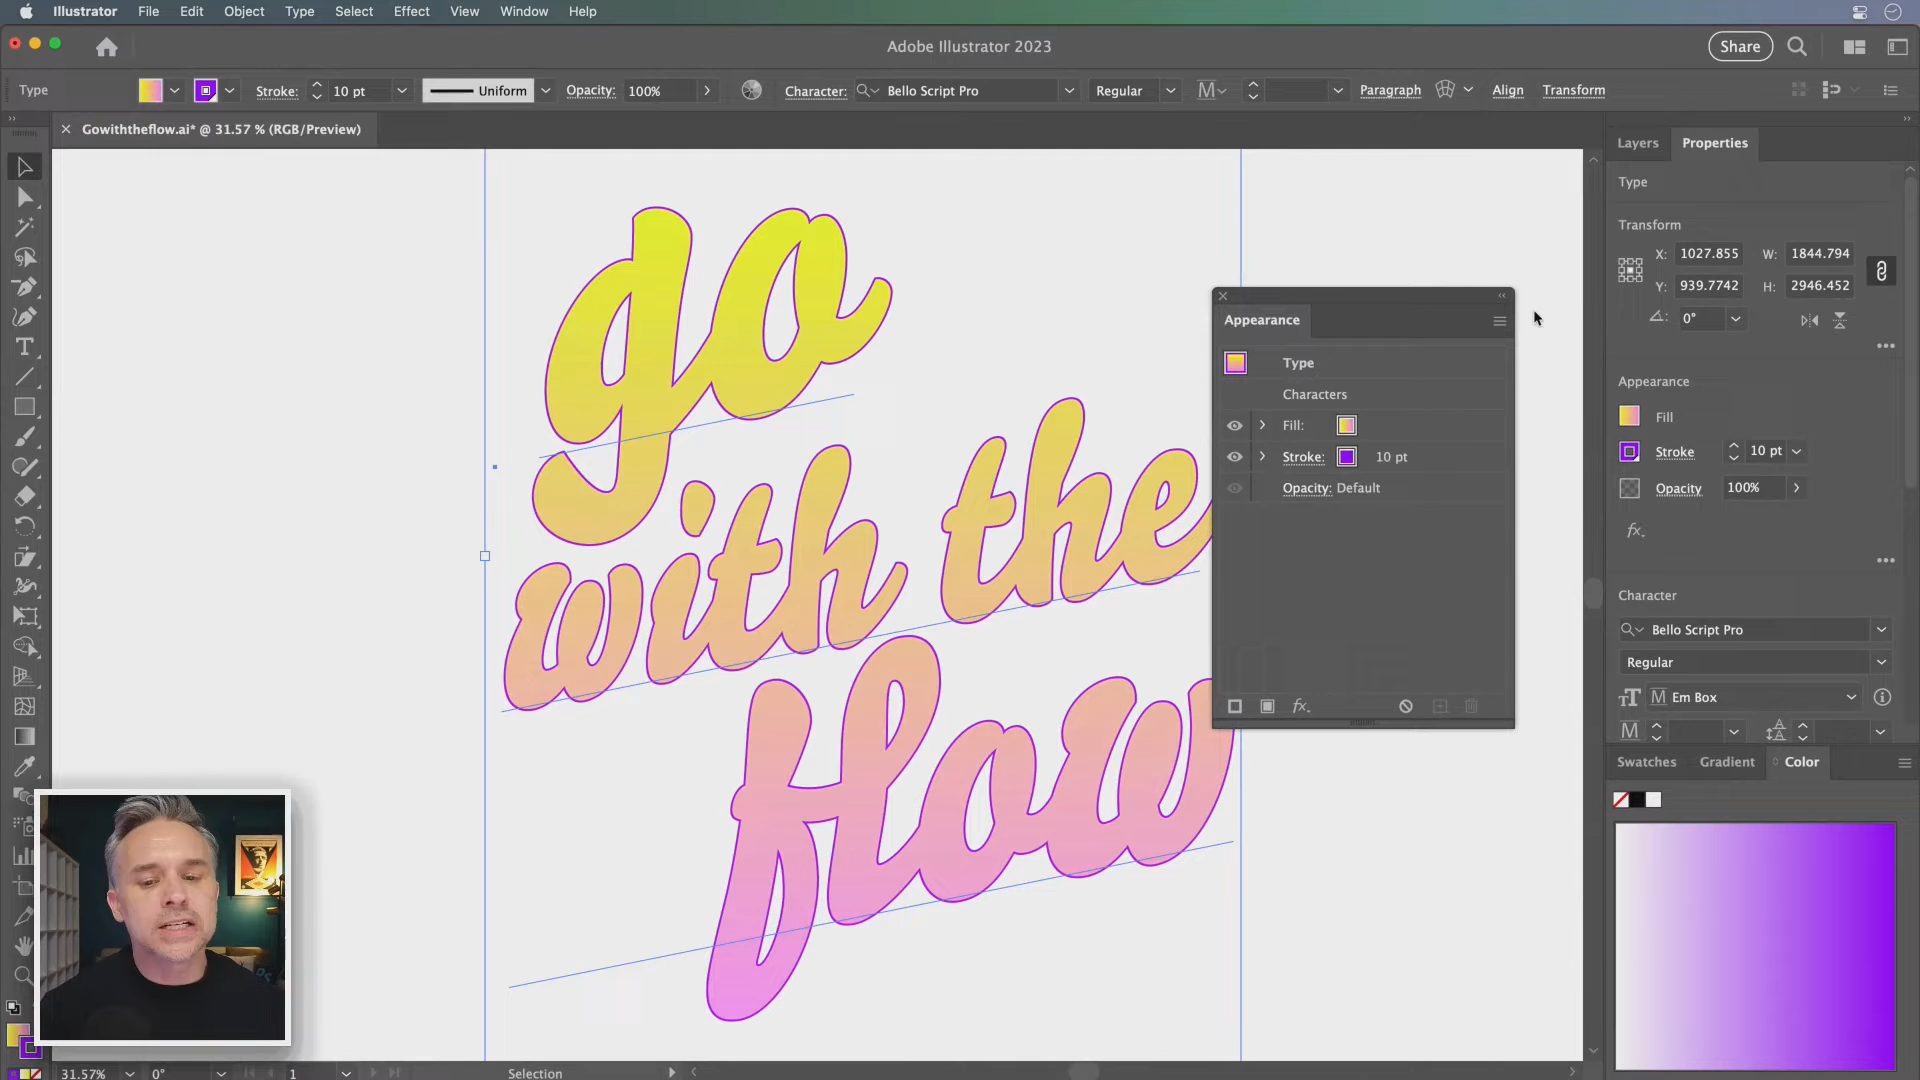 Illustrator File Edit Object Type Select Effect View Window Help
Adobe Illustrator 2023
Share
Type Stroke: 10 pt Uniform Opacity: 100% Character: Bello Script Pro Regular Paragraph Align Transform
Gowiththeflow.ai* @ 31.57 % (RGB/Preview)
Layers Properties
Type
Transform
X: 1027.855 W: 1844.794
Y: 939.7742 H: 2946.452
0°
Appearance
Fill
Stroke 10 pt
Opacity 100%
fx.
Character
Bello Script Pro
Regular
Em Box
Swatches Gradient Color
Appearance
Type
Characters
Fill:
Stroke: 10 pt
Opacity: Default
fx.
go
with the
flow
31.57% 0° 1 Selection